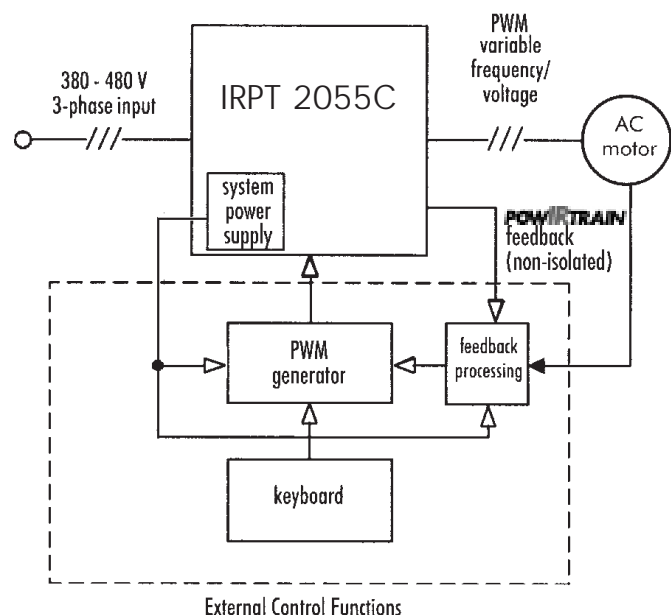 380 - 480 V
3-phase input
IRPT 2055C
PWM
variable
frequency/
voltage
AC
motor
system
power
supply
POWIRTRAIN
feedback
(non-isolated)
PWM
generator
feedback
processing
keyboard
External Control Functions